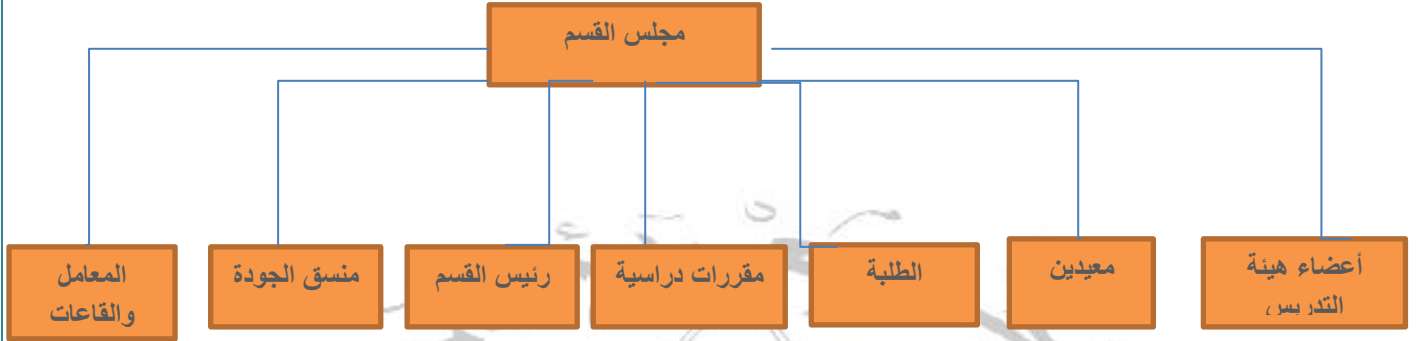 مجلس القسم
أعضاء هيئة
التدريس
معيدين
الطلبة
مقررات دراسية
رئيس القسم
منسق الجودة
المعامل
والقاعات